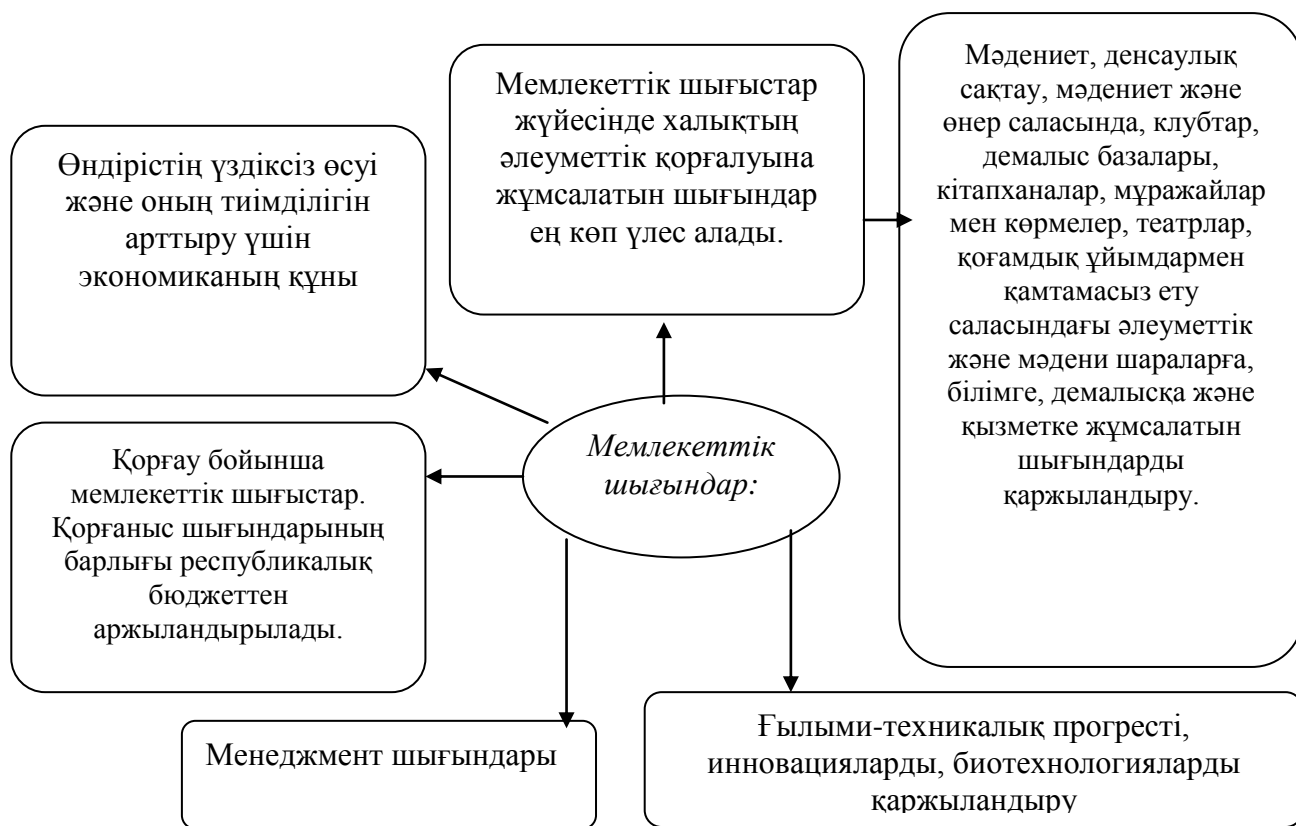 Өндірістің үздіксіз өсуі
және оның тиімділігін
арттыру үшін
экономиканың құны
Мемлекеттік шығыстар
жүйесінде халықтың
әлеуметтік қорғалуына
жұмсалатын шығындар
ең көп үлес алады.
Мәдениет, денсаулық
сақтау, мәдениет және
өнер саласында, клубтар,
демалыс базалары,
кітапханалар, мұражайлар
мен көрмелер, театрлар,
қоғамдық ұйымдармен
қамтамасыз ету
саласындағы әлеуметтік
және мәдени шараларға,
білімге, демалысқа және
қызметке жұмсалатын
шығындарды
қаржыландыру.
Мемлекеттік
шығындар:
Қорғау бойынша
мемлекеттік шығыстар.
Қорғаныс шығындарының
барлығы республикалық
бюджеттен
аржыландырылады.
Менеджмент шығындары
Ғылыми-техникалық прогресті,
инновацияларды, биотехнологияларды
қаржыландыру